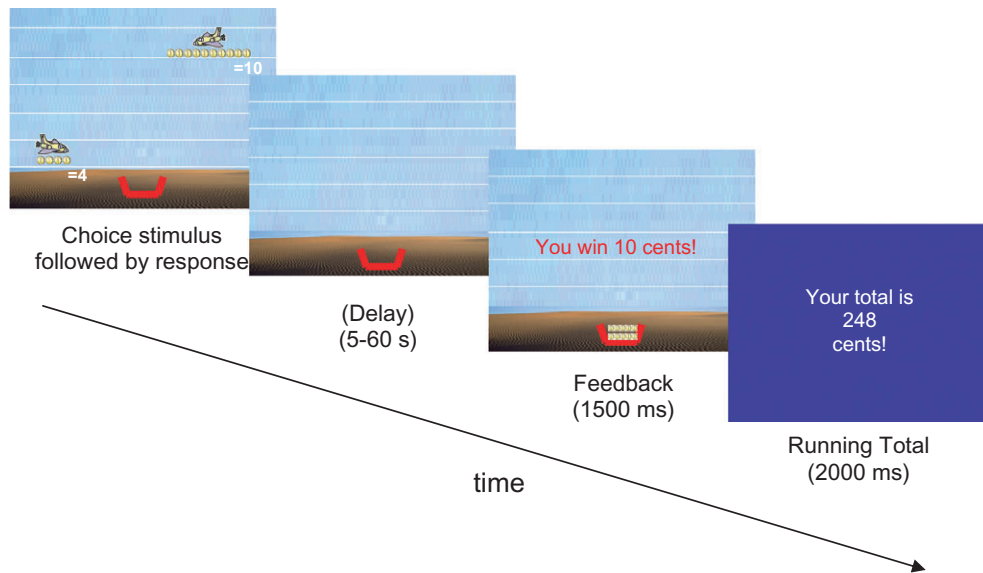 =10
=4
Choice stimulus
followed by response
(Delay)
(5-60 s)
You win 10 cents!
Feedback
(1500 ms)
Your total is
248
cents!
Running Total
(2000 ms)
time